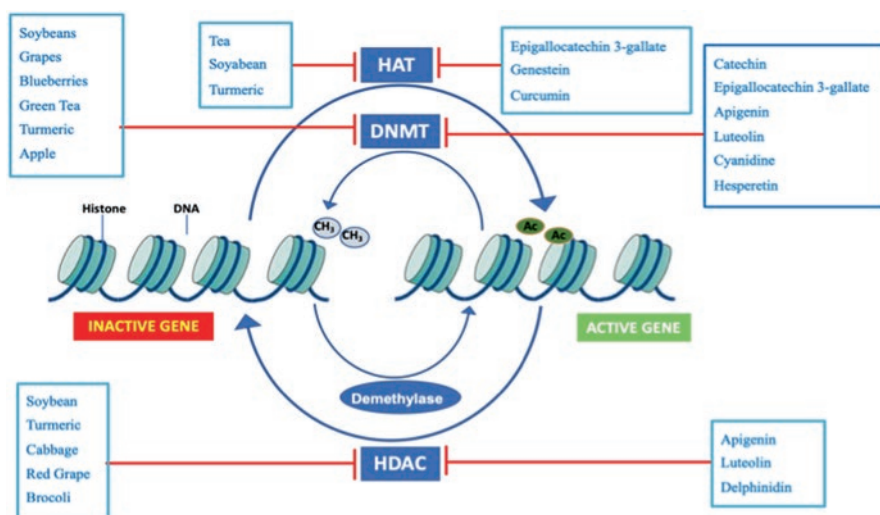 Soybeans
Grapes
Blueberries
Green Tea
Turmeric
Apple
Tea
Soyabean
Turmeric
HAT
Epigallocatechin 3-gallate
Genestein
Curcumin
Catechin
Epigallocatechin 3-gallate
Apigenin
Luteolin
Cyanidine
Hesperetin
DNMT
Histone
DNA
CH3
CH3
Ac
Ac
INACTIVE GENE
ACTIVE GENE
Demethylase
Soybean
Turmeric
Cabbage
Red Grape
Brocoli
HDAC
Apigenin
Luteolin
Delphinidin